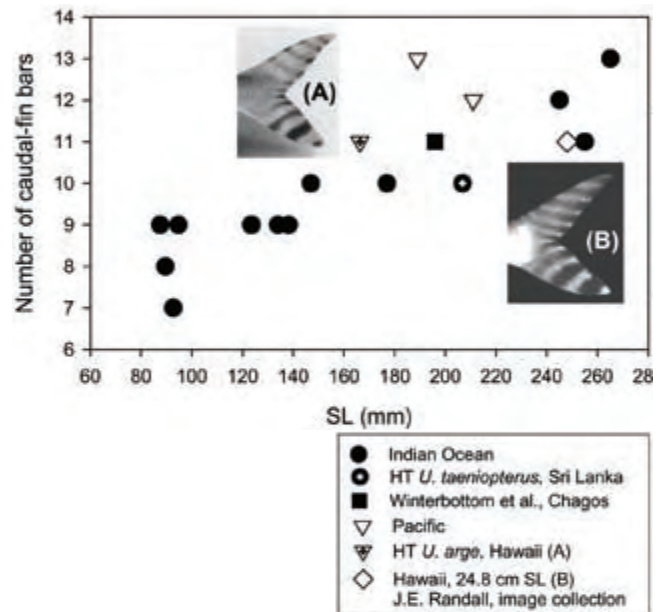 14
13
12
11
10
9
8
7
6
Number of caudal-fin bars
(A)
(B)
60 80 100 120 140 160 180 200 220 240 260 28
SL (mm)
Indian Ocean
HT U. taeniopterus, Sri Lanka
Winterbottom et al., Chagos
Pacific
HT U. arge, Hawaii (A)
Hawaii, 24.8 cm SL (B)
J.E. Randall, image collection